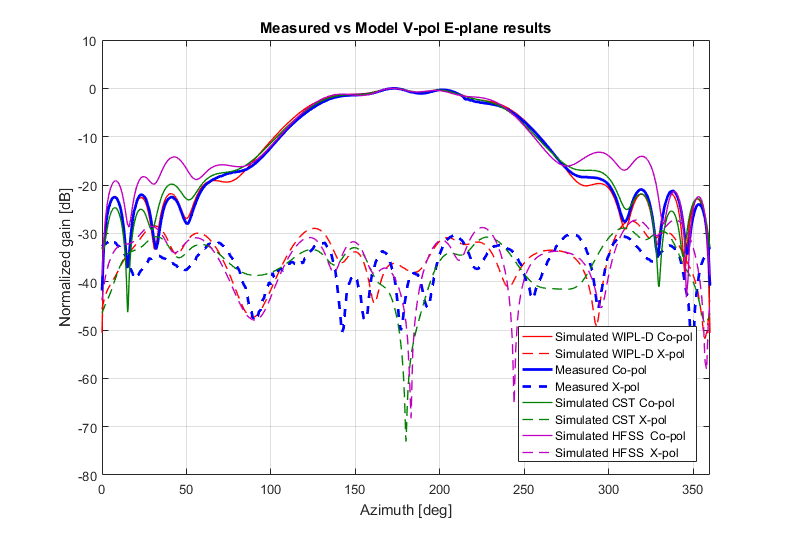 Measured vs Model V-pol E-plane results
10
0
-10
-20
-30
-40
-50
-60
-70
-80
Normalized gain [dB]
Simulated WIPL-D Co-pol
Simulated WIPL-D X-pol
Measured Co-pol
Measured X-pol
Simulated CST Co-pol
Simulated CST X-pol
Simulated HFSS Co-pol
Simulated HFSS X-pol
0 50 100 150 200 250 300 350
Azimuth [deg]